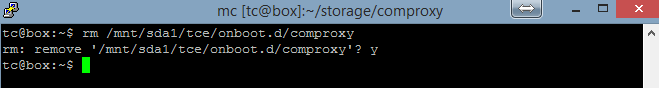 mc [tc@box]:~/storage/comproxy
tc@box:~$ rm /mnt/sda1/tce/onboot.d/comproxy
rm: remove '/mnt/sda1/tce/onboot.d/comproxy'? y
tc@box:~$